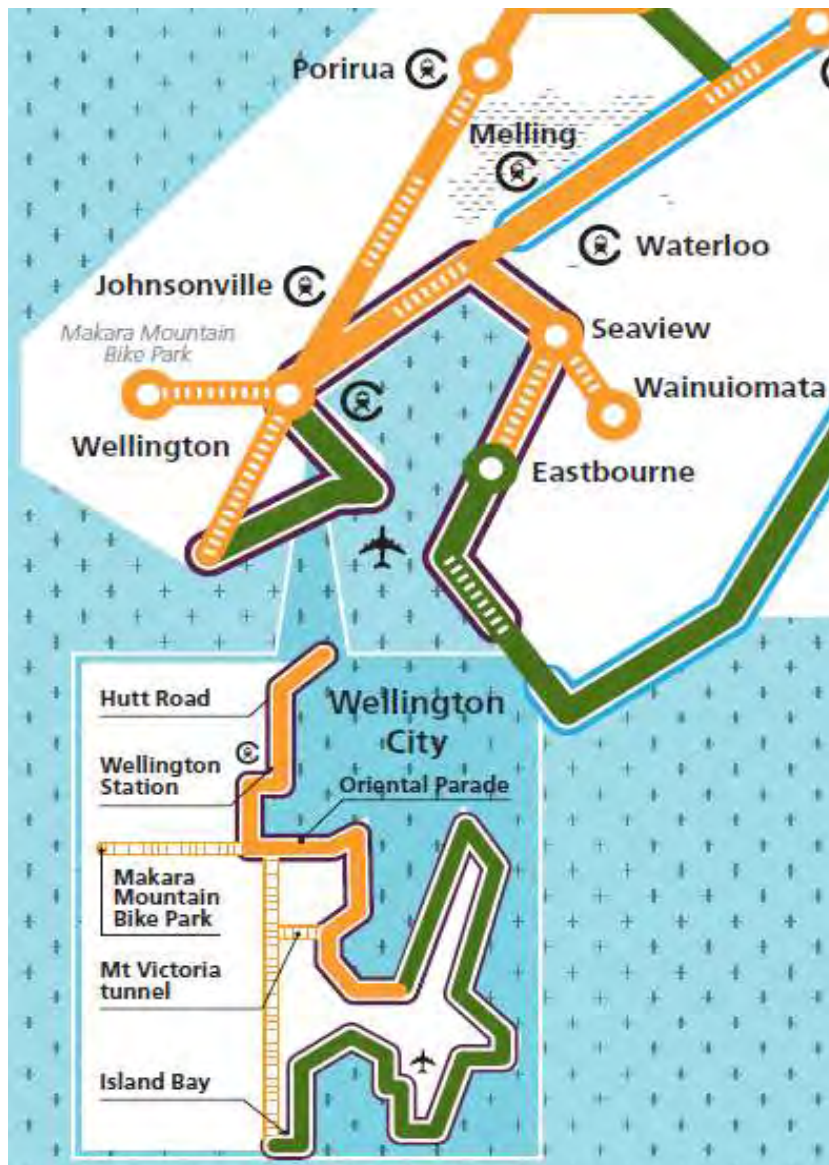 Porirua
Melling
Waterloo
Johnsonville
Makara Mountain
Bike Park
Seaview
Wainuiomata
Wellington
Eastbourne
Hutt Road
Wellington
City
Wellington
Station
Oriental Parade
Makara
Mountain
Bike Park
Mt Victoria
tunnel
Island Bay